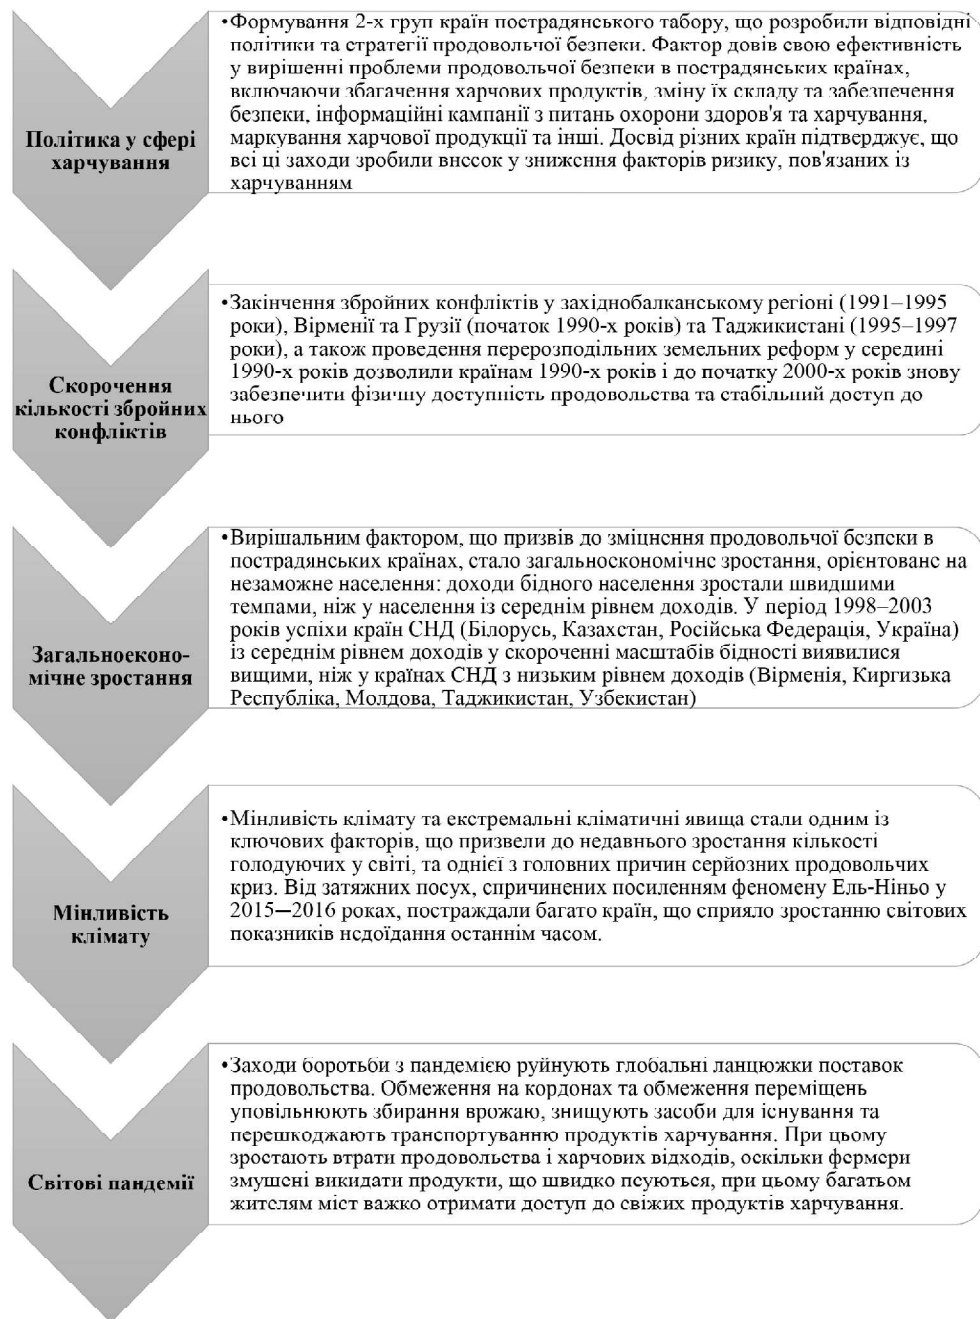 Політика у сфері
харчування
•Формування 2-х груп країн пострадянського табору, що розробили відповідні
політики та стратегії продовольчої безпеки. Фактор довів свою ефективність
у вирішенні проблеми продовольчої безпеки в пострадянських країнах,
включаючи збагачення харчових продуктів, зміну їх складу та забезпечення
безпеки, інформаційні кампанії з питань охорони здоров'я та харчування,
маркування харчової продукції та інші. Досвід різних країн підтверджує, що
всі ці заходи зробили внесок у зниження факторів ризику, пов'язаних із
харчуванням
Скорочення
кількості збройних
конфліктів
•Закінчення збройних конфліктів у західнобалканському регіоні (1991–1995
роки), Вірменії та Грузії (початок 1990-х років) та Таджикистані (1995–1997
роки), а також проведення перерозподільних земельних реформ у середині
1990-х років дозволили країнам 1990-х років і до початку 2000-х років знову
забезпечити фізичну доступність продовольства та стабільний доступ до
нього
Загальноеконо-
мічне зростання
•Вирішальним фактором, що призвів до зміцнення продовольчої безпеки в
пострадянських країнах, стало загальноекономічне зростання, орієнтоване на
незаможне населення: доходи бідного населення зростали швидшими
темпами, ніж у населення із середнім рівнем доходів. У період 1998–2003
років успіхи країн СНД (Білорусь, Казахстан, Російська Федерація, Україна)
із середнім рівнем доходів у скороченні масштабів бідності виявилися
вищими, ніж у країнах СНД з низьким рівнем доходів (Вірменія, Киргизька
Республіка, Молдова, Таджикистан, Узбекистан)
Мінливість
клімату
•Мінливість клімату та екстремальні кліматичні явища стали одним із
ключових факторів, що призвели до недавнього зростання кількості
голодуючих у світі, та однієї з головних причин серйозних продовольчих
криз. Від затяжних посух, спричинених посиленням феномену Ель-Ніньо у
2015–2016 роках, постраждали багато країн, що сприяло зростанню світових
показників недоїдання останнім часом.
Світові пандемії
•Заходи боротьби з пандемією руйнують глобальні ланцюжки поставок
продовольства. Обмеження на кордонах та обмеження переміщень
уповільнюють збирання врожаю, знищують засоби для існування та
перешкоджають транспортуванню продуктів харчування. При цьому
зростають втрати продовольства і харчових відходів, оскільки фермери
змушені викидати продукти, що швидко псуються, при цьому багатьом
жителям міст важко отримати доступ до свіжих продуктів харчування.